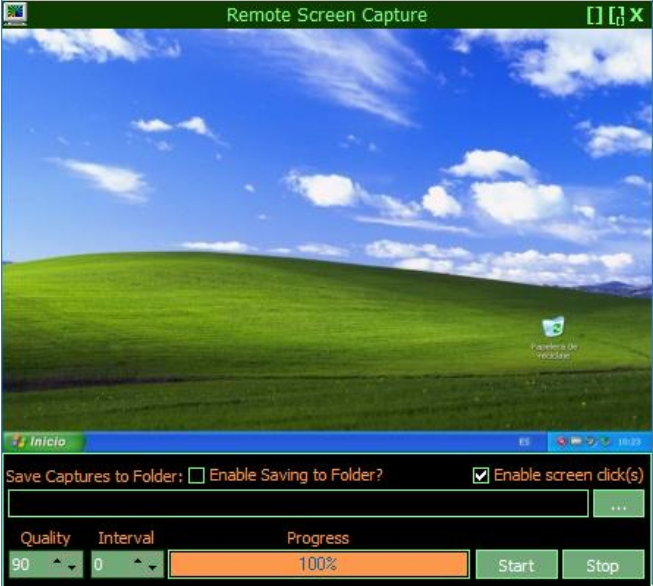 Remote Screen Capture
Papelera de
reciclaje
Inicio
ES
18:23
Save Captures to Folder:
Enable Saving to Folder?
Enable screen click(s)
...
Quality
Interval
Progress
90
0
100%
Start
Stop